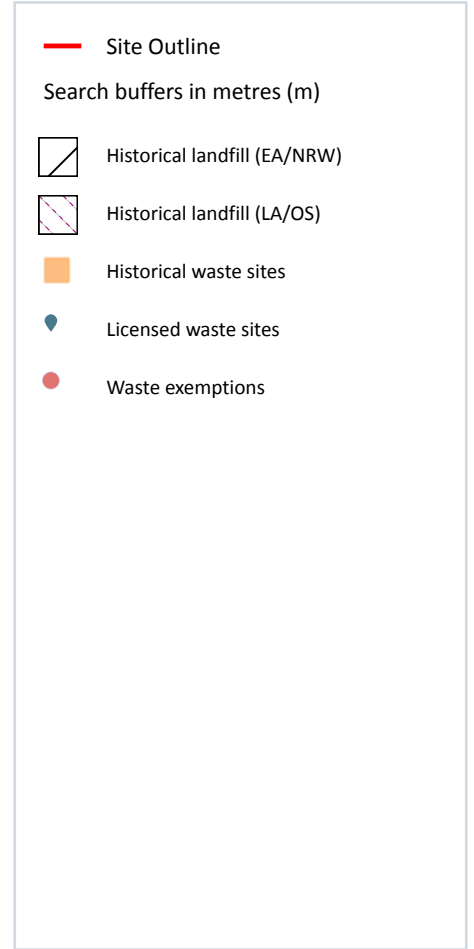 Site Outline
Search buffers in metres (m)
Historical landfill (EA/NRW)
Historical landfill (LA/OS)
Historical waste sites
Licensed waste sites
Waste exemptions